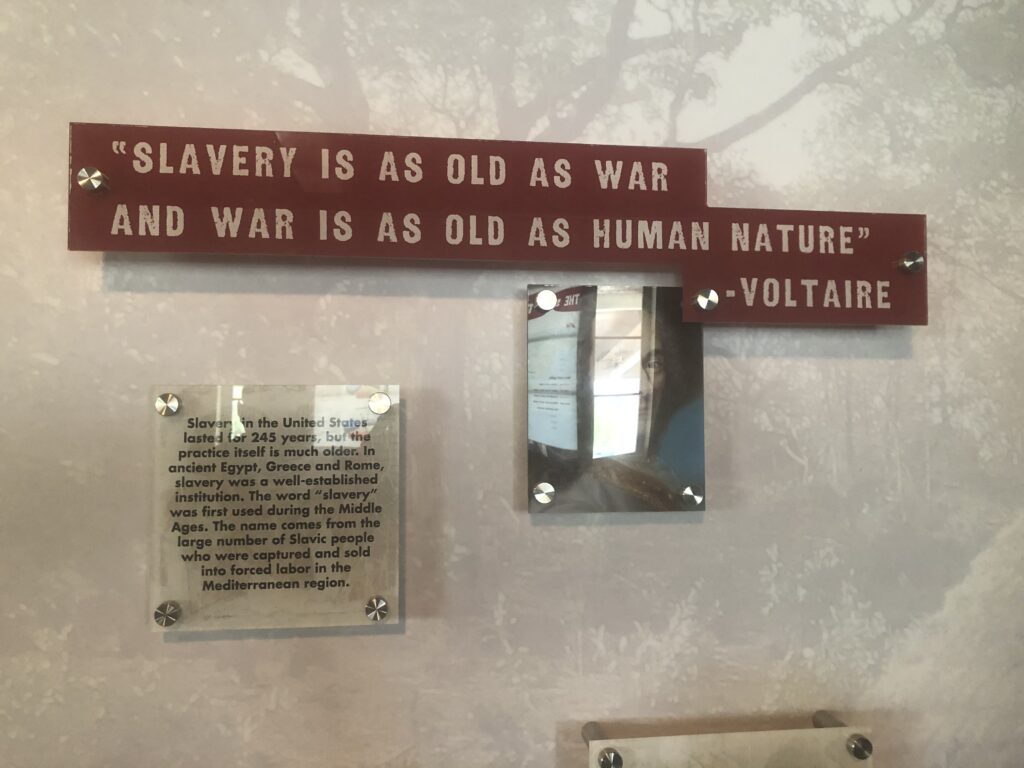 “SLAVERY IS AS OLD AS WAR
AND WAR IS AS OLD AS HUMAN NATURE”
-VOLTAIRE
THE
Slavery in the United States
lasted for 245 years, but the
practice itself is much older. In
ancient Egypt, Greece and Rome,
slavery was a well-established
institution. The word “slavery”
was first used during the Middle
Ages. The name comes from the
large number of Slavic people
who were captured and sold
into forced labor in the
Mediterranean region.